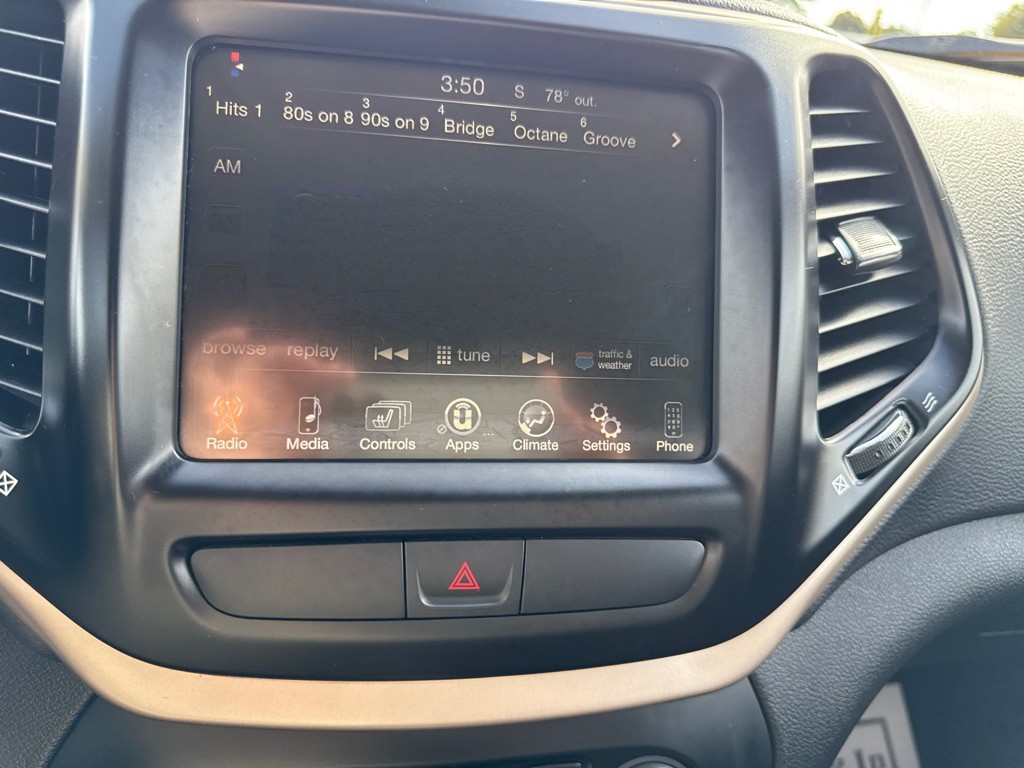 3:50 S 78° out.
1 Hits 1 2 80s on 8 3 90s on 9 4 Bridge 5 Octane 6 Groove
AM
browse replay tune traffic & weather audio
Radio Media Controls Apps Climate Settings Phone